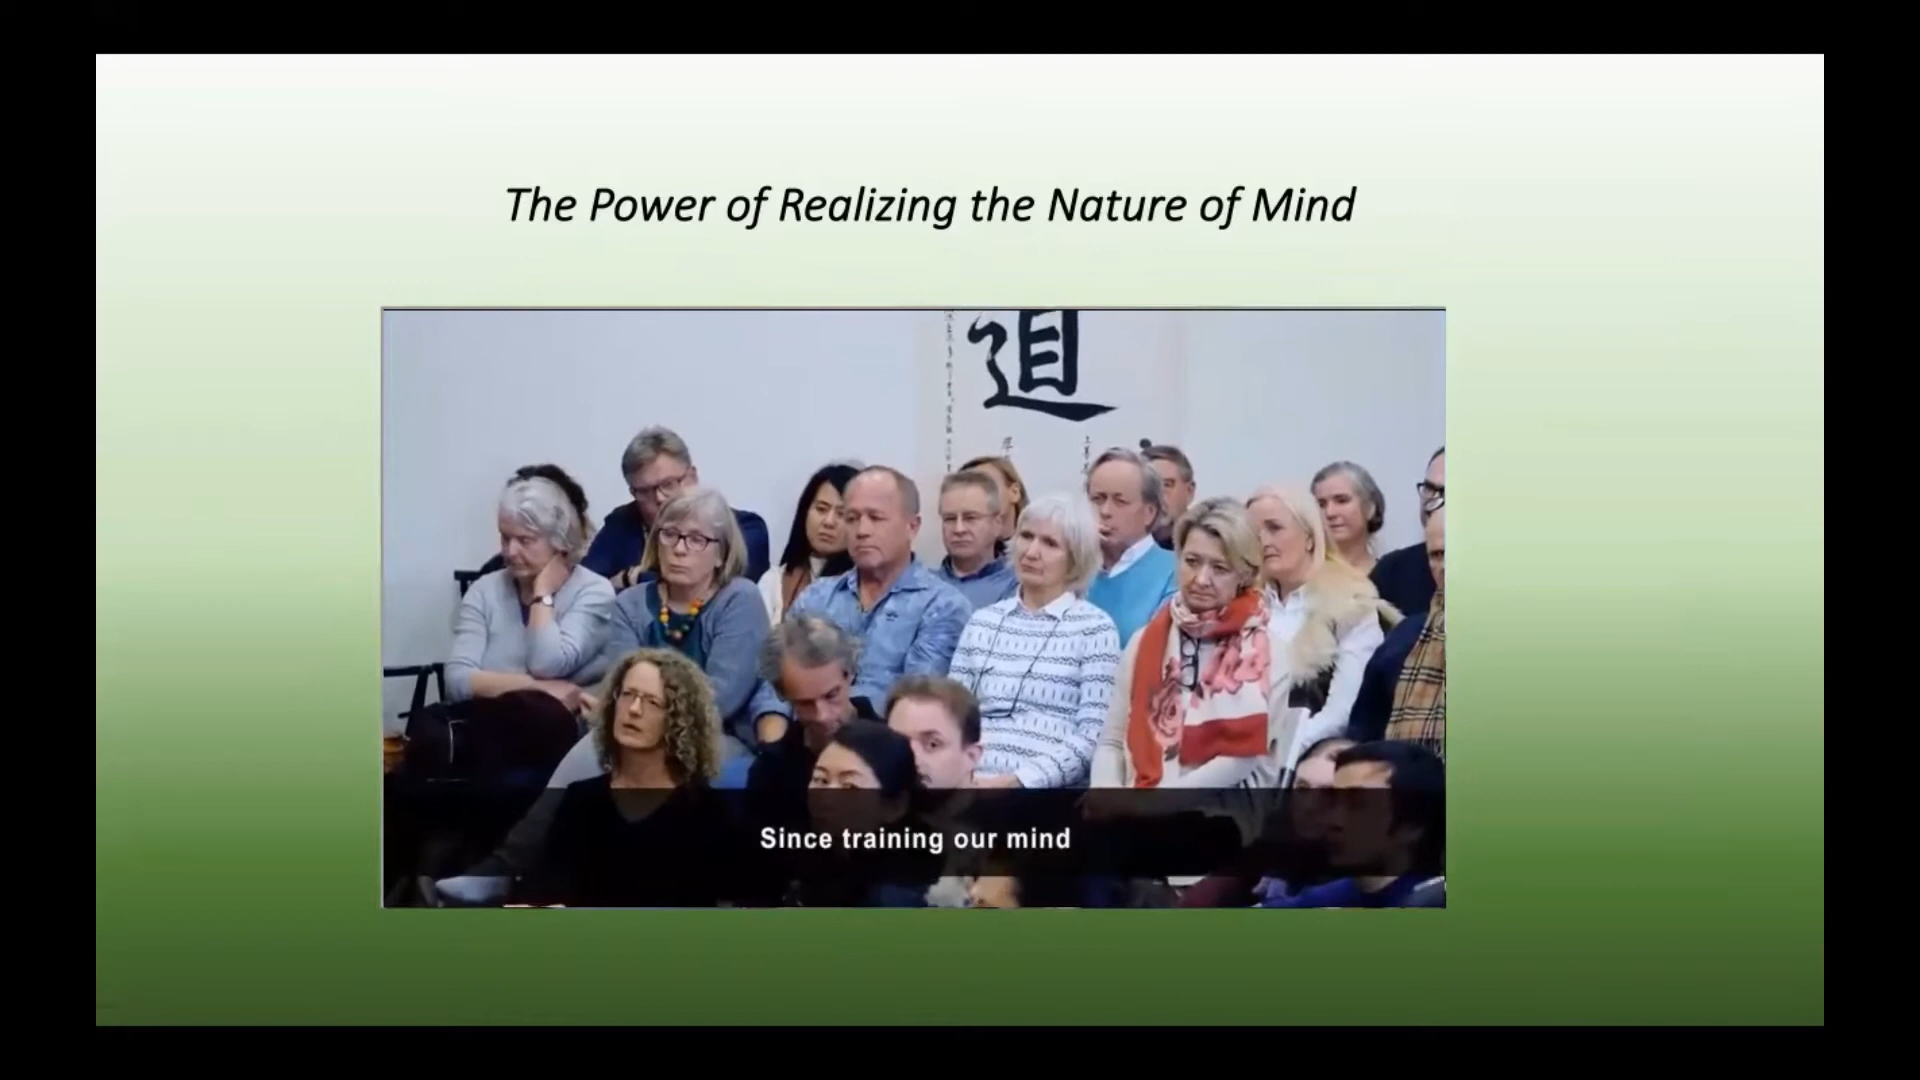 The Power of Realizing the Nature of Mind
道
Since training our mind